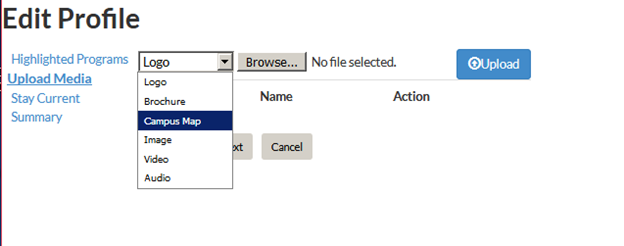 Edit Profile
Highlighted Programs Logo Browse... No file selected. Upload
Upload Media Logo
Brochure Name Action
Stay Current
Summary Campus Map
Image Cancel
Video
Audio